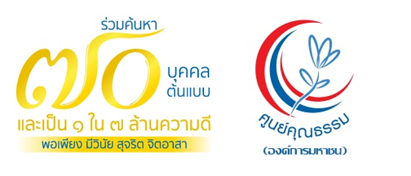 ร่วมค้นหา
๗๐ บุคคล
ต้นแบบ
และเป็น ๑ ใน ๗ ล้านความดี
พอเพียง มีวินัย สุจริต จิตอาสา
ศูนย์คุณธรรม
(องค์การมหาชน)